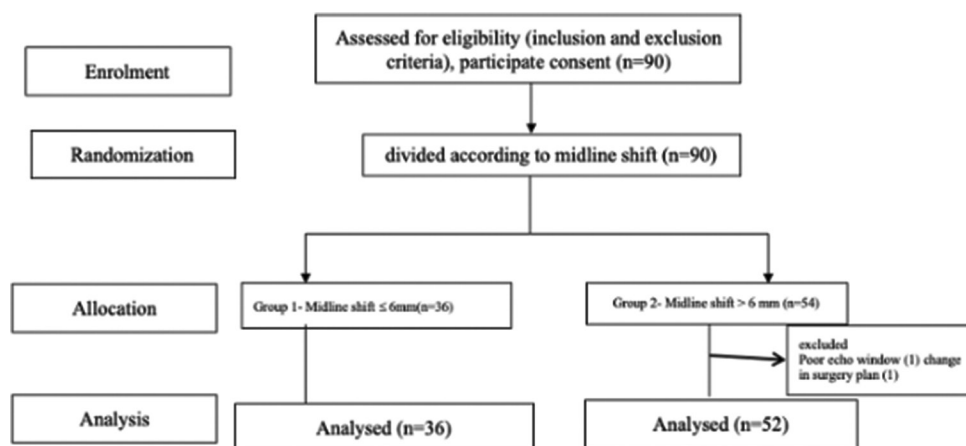 Enrolment
Assessed for eligibility (inclusion and exclusion
criteria), participate consent (n=90)
Randomization
divided according to midline shift (n=90)
Allocation
Group 1- Midline shift ≤ 6mm(n=36)
Group 2- Midline shift > 6 mm (n=54)
excluded
Poor echo window (1) change
in surgery plan (1)
Analysis
Analysed (n=36)
Analysed (n=52)